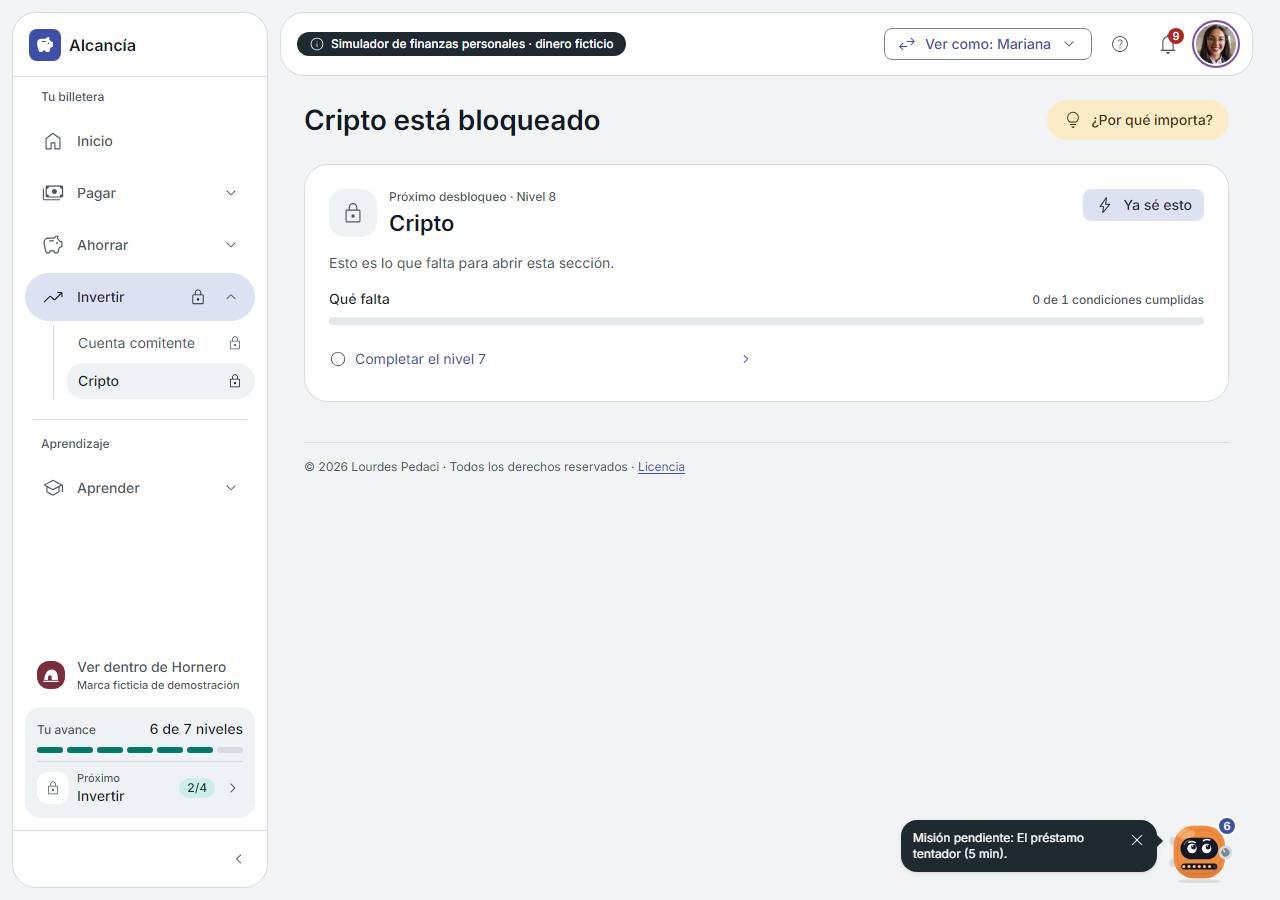 Alcancía
Tu billetera
Inicio
Pagar
Ahorrar
Invertir
Cuenta comitente
Cripto
Aprendizaje
Aprender
Ver dentro de Hornero
Marca ficticia de demostración
Tu avance
6 de 7 niveles
Próximo
Invertir
2/4
Simulador de finanzas personales · dinero ficticio
Ver como: Mariana
9
Cripto está bloqueado
¿Por qué importa?
Próximo desbloqueo · Nivel 8
Cripto
Ya sé esto
Esto es lo que falta para abrir esta sección.
Qué falta
0 de 1 condiciones cumplidas
Completar el nivel 7
© 2026 Lourdes Pedaci · Todos los derechos reservados · Licencia
Misión pendiente: El préstamo
tentador (5 min).
6